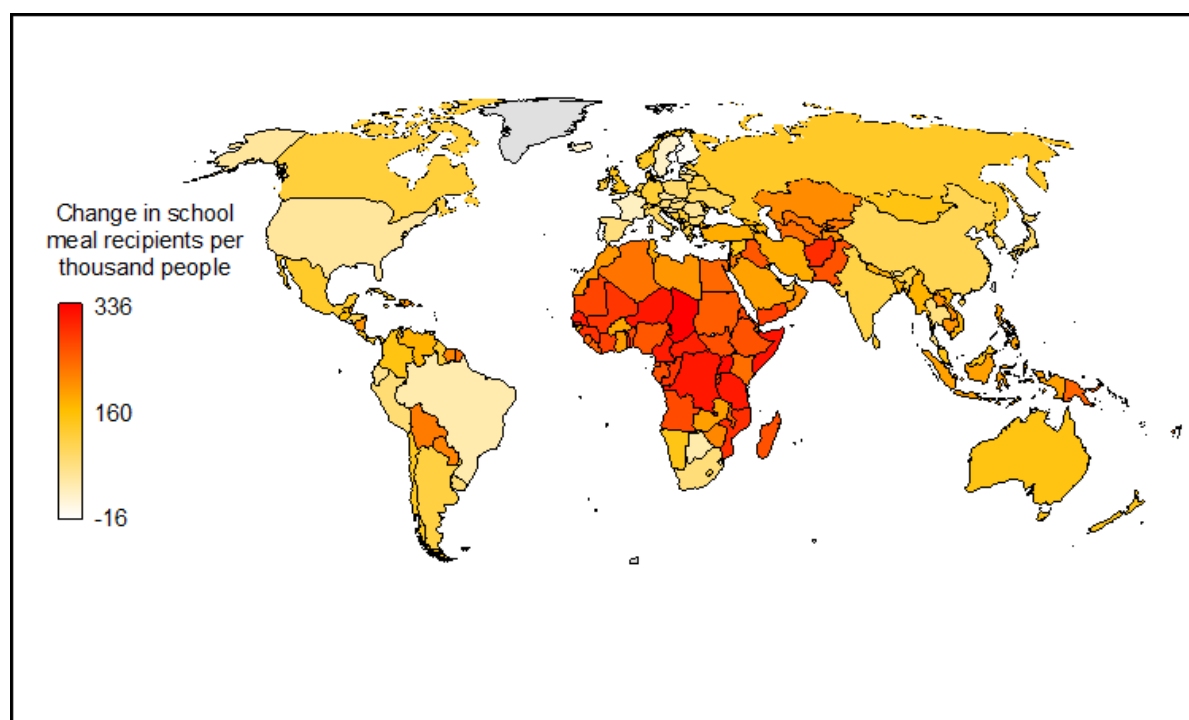 Change in school
meal recipients per
thousand people
336
160
-16